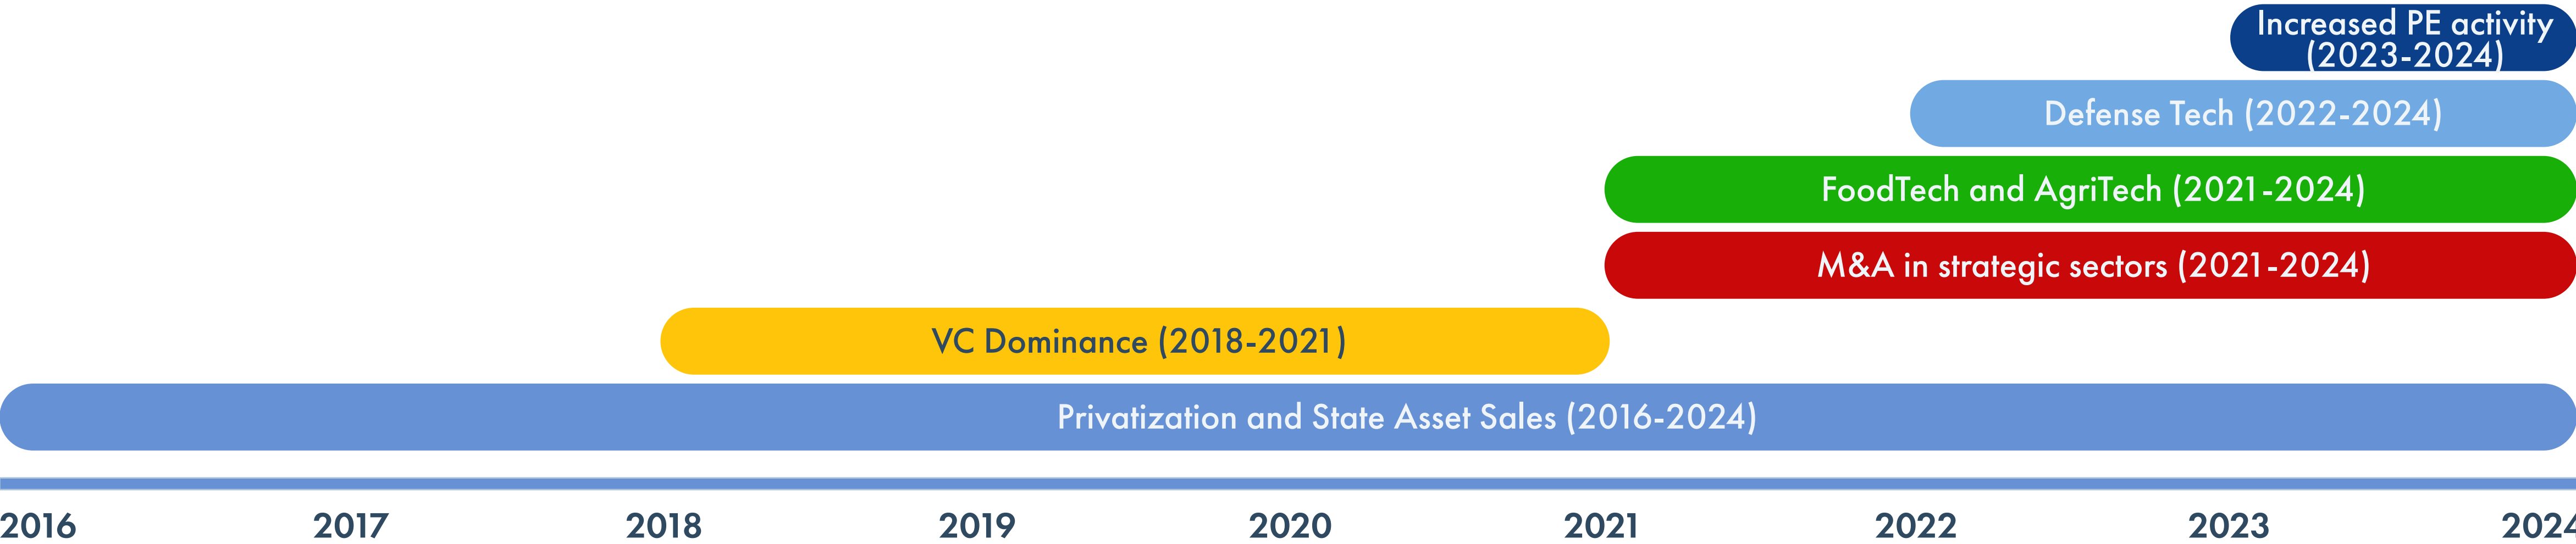 Increased PE activity
(2023-2024)
Defense Tech (2022-2024)
FoodTech and AgriTech (2021-2024)
M&A in strategic sectors (2021-2024)
VC Dominance (2018-2021)
Privatization and State Asset Sales (2016-2024)
2016 2017 2018 2019 2020 2021 2022 2023 2024